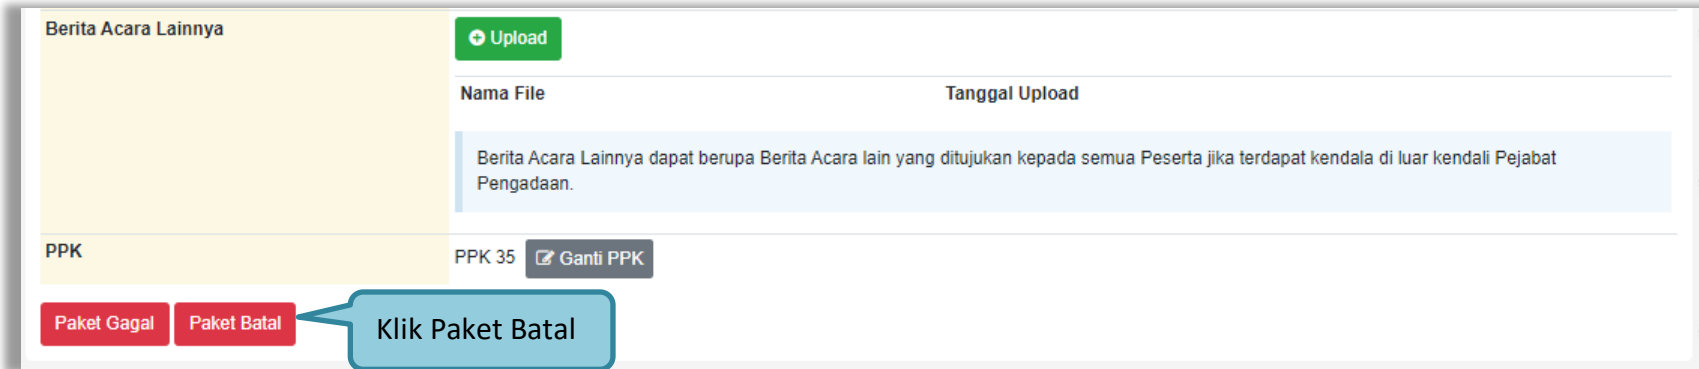 Berita Acara Lainnya
Upload
Nama File Tanggal Upload
Berita Acara Lainnya dapat berupa Berita Acara lain yang ditujukan kepada semua Peserta jika terdapat kendala di luar kendali Pejabat
Pengadaan.
PPK
PPK 35 Ganti PPK
Paket Gagal Paket Batal
Klik Paket Batal